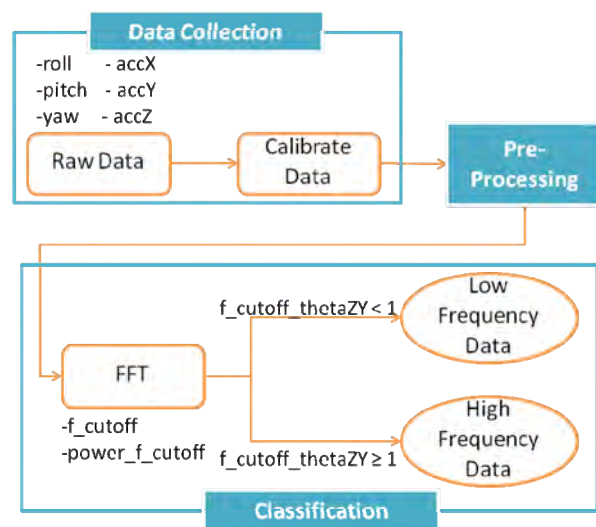 Data Collection
-roll - accX
-pitch - accY
-yaw - accZ
Raw Data
Calibrate
Data
Pre-
Processing
f_cutoff_thetaZY < 1
Low
Frequency
Data
FFT
-f_cutoff
-power_f_cutoff
f_cutoff_thetaZY ≥ 1
High
Frequency
Data
Classification